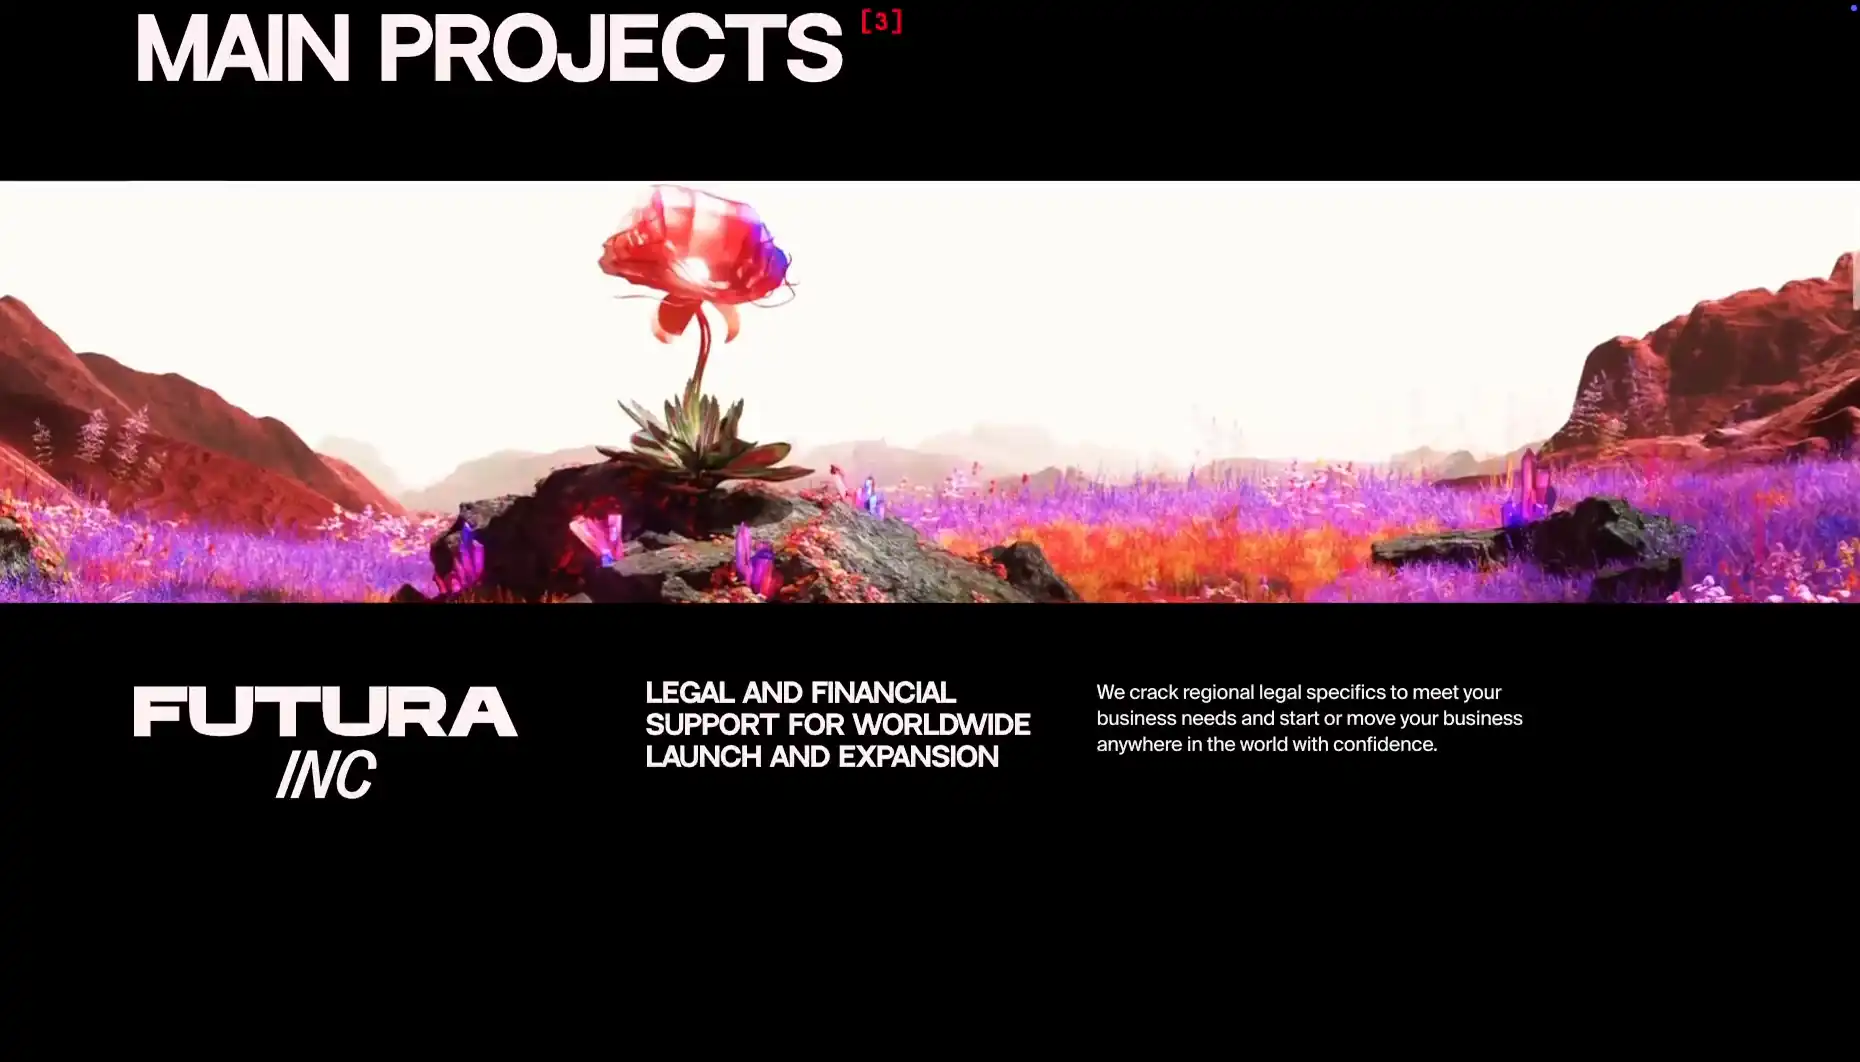 MAIN PROJECTS [3]
FUTURA
INC
LEGAL AND FINANCIAL
SUPPORT FOR WORLDWIDE
LAUNCH AND EXPANSION
We crack regional legal specifics to meet your
business needs and start or move your business
anywhere in the world with confidence.